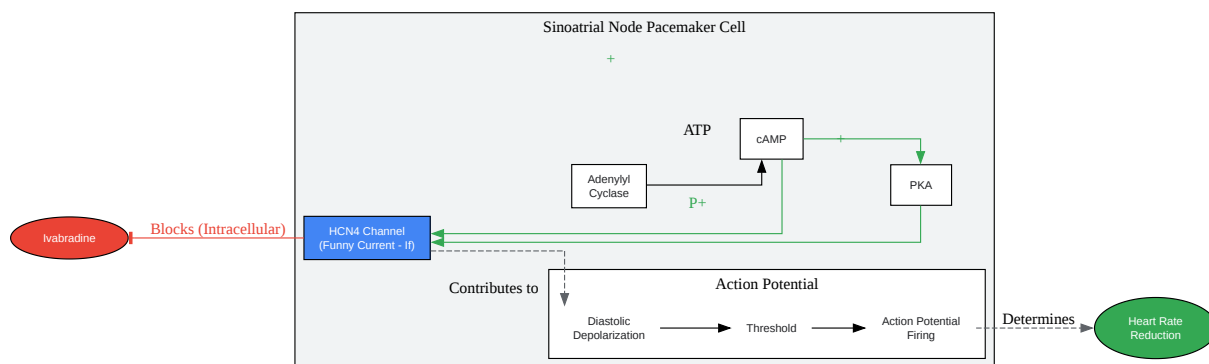 Sinoatrial Node Pacemaker Cell
+
ATP
cAMP
+
Adenylyl
Cyclase
PKA
P+
Ivabradine
Blocks (Intracellular)
HCN4 Channel
(Funny Current - If)
Contributes to
Action Potential
Diastolic
Depolarization
Threshold
Action Potential
Firing
Determines
Heart Rate
Reduction